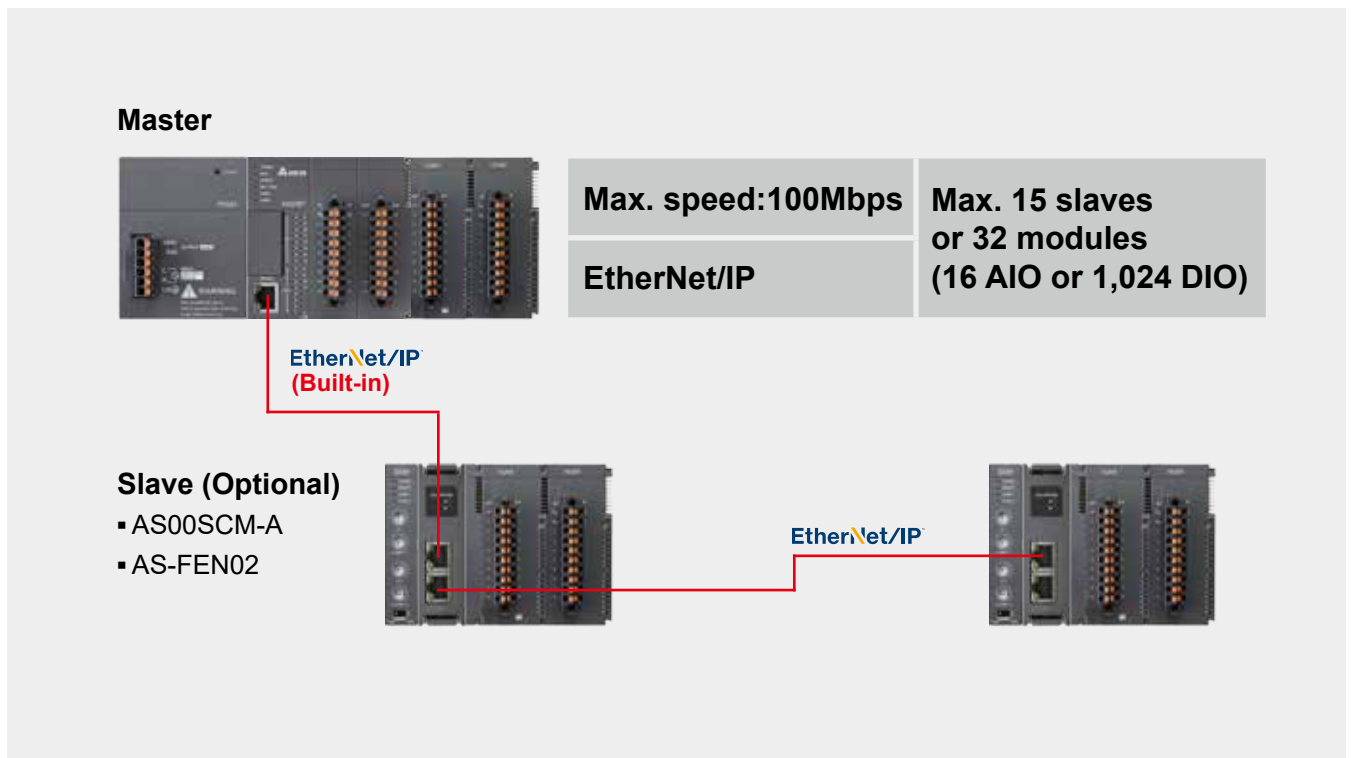 Master
Max. speed:100Mbps
Max. 15 slaves
or 32 modules
(16 AIO or 1,024 DIO)
EtherNet/IP
EtherNet/IP
(Built-in)
WARNING
Slave (Optional)
▪ AS00SCM-A
▪ AS-FEN02
EtherNet/IP